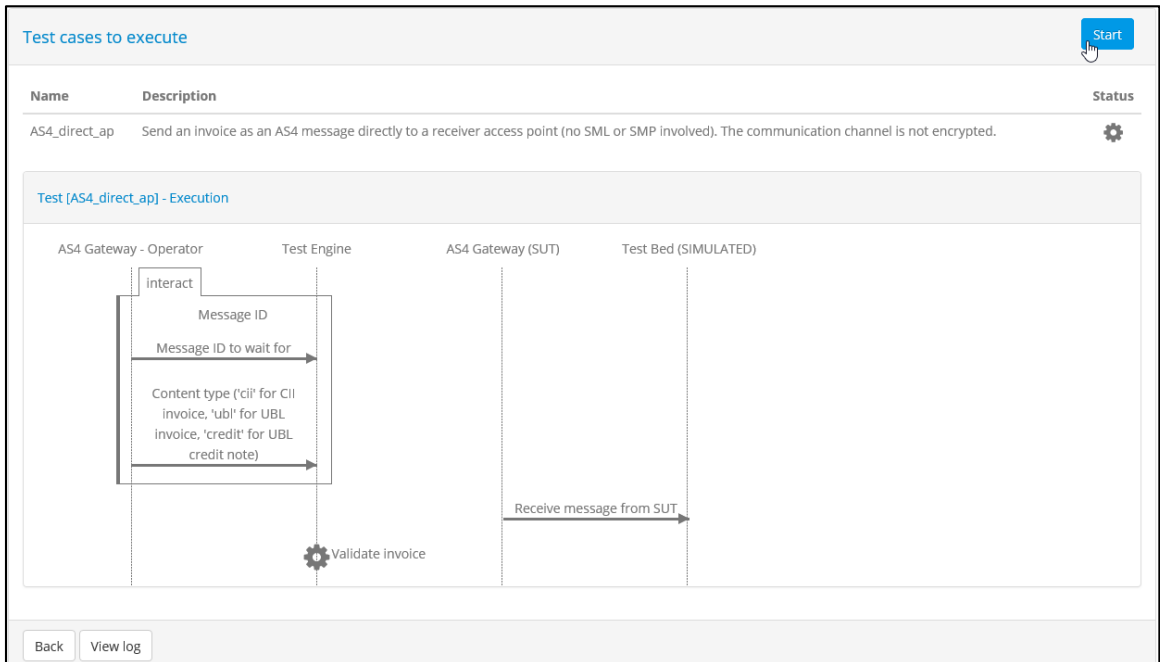 Test cases to execute
Start
Name Description Status
AS4_direct_ap Send an invoice as an AS4 message directly to a receiver access point (no SML or SMP involved). The communication channel is not encrypted.
Test [AS4_direct_ap] - Execution
AS4 Gateway - Operator Test Engine AS4 Gateway (SUT) Test Bed (SIMULATED)
interact
Message ID
Message ID to wait for
Content type ('cii' for CII
invoice, 'ubl' for UBL
invoice, 'credit' for UBL
credit note)
Receive message from SUT
Validate invoice
Back View log